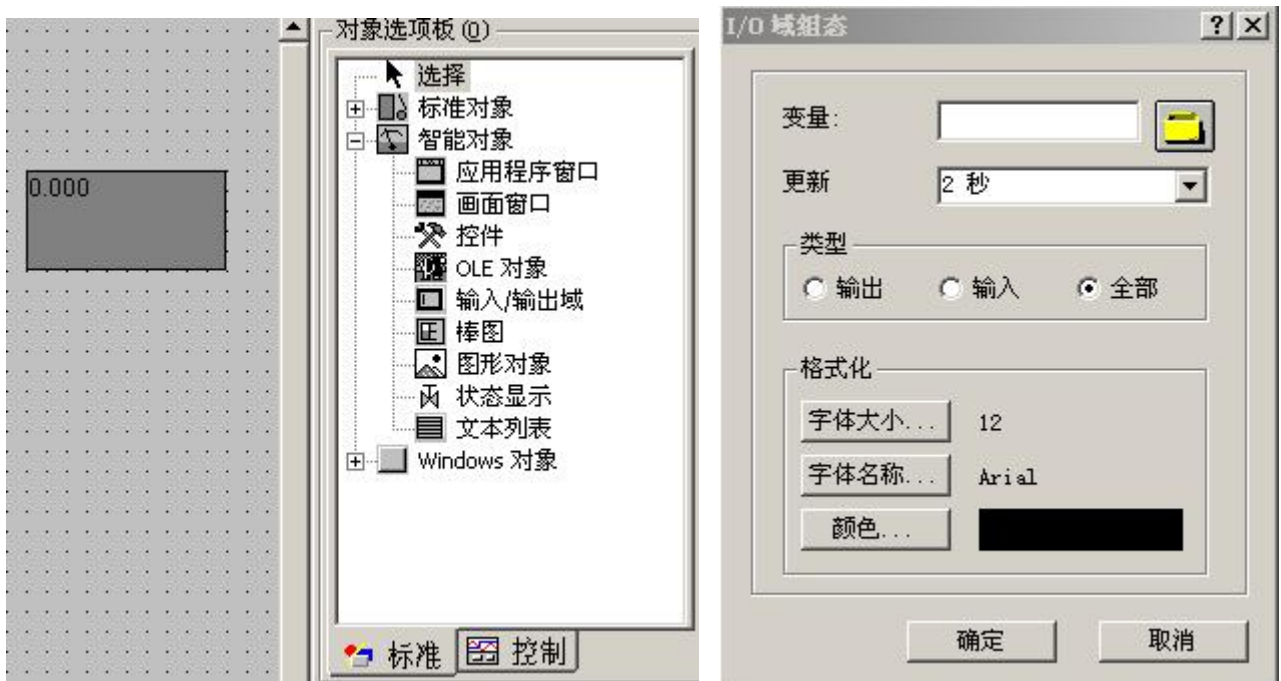 0.000
对象选项板(O)
选择
标准对象
智能对象
应用程序窗口
画面窗口
控件
OLE 对象
输入/输出域
棒图
图形对象
状态显示
文本列表
Windows 对象
标准
控制
I/O 域组态
变量:
更新
2 秒
类型
输出
输入
全部
格式化
字体大小...
12
字体名称...
Arial
颜色...
确定
取消